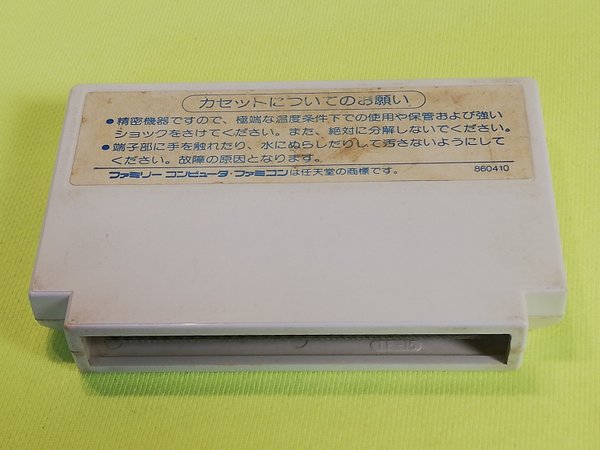 カセットについてのお願い
●精密機器ですので、極端な温度条件下での使用や保管および強い
ショックをさけてください。また、絶対に分解しないでください。
●端子部に手を触れたり、水にぬらしたりして汚さないようにして
ください。故障の原因となります。
ファミリー コンピュータ・ファミコンは任天堂の商標です。 860410